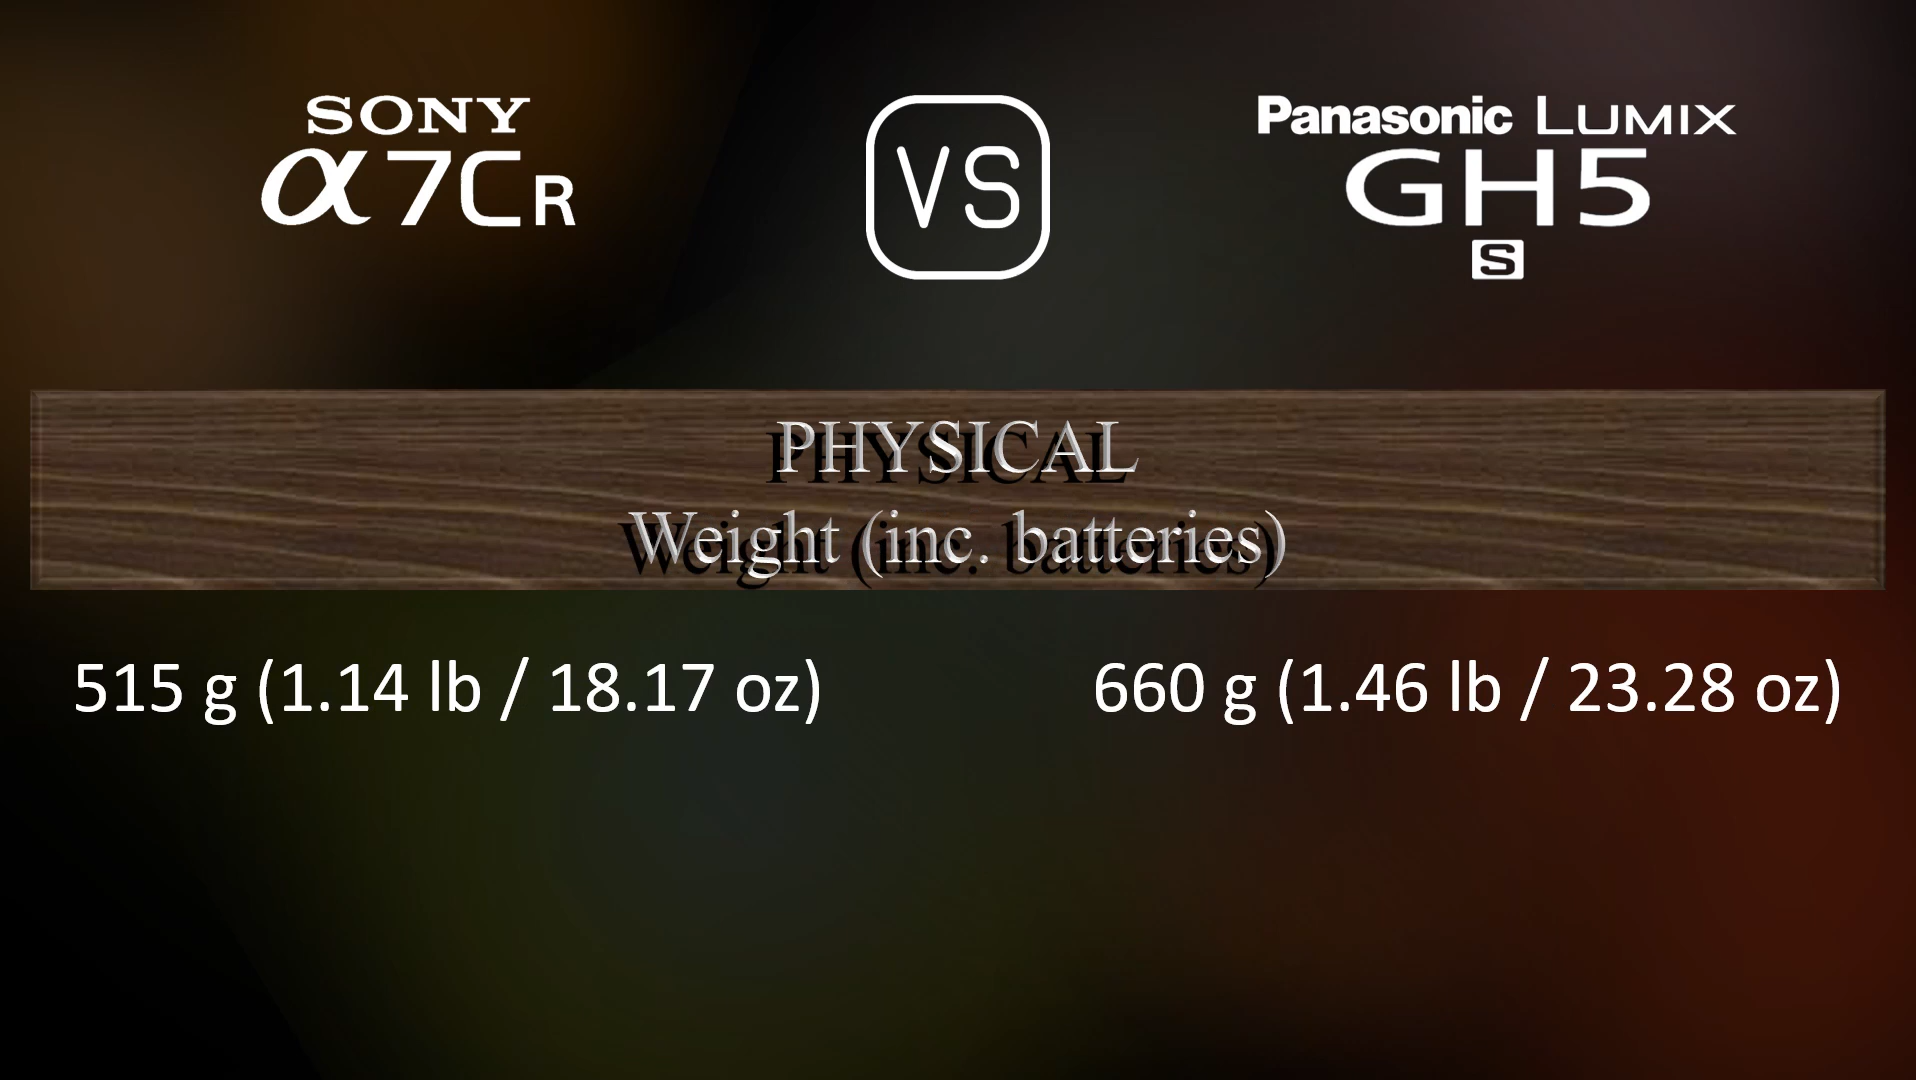 SONY
α7CR
VS
Panasonic LUMIX
GH5
S
PHYSICAL
Weight (inc. batteries)
515 g (1.14 lb / 18.17 oz)
660 g (1.46 lb / 23.28 oz)